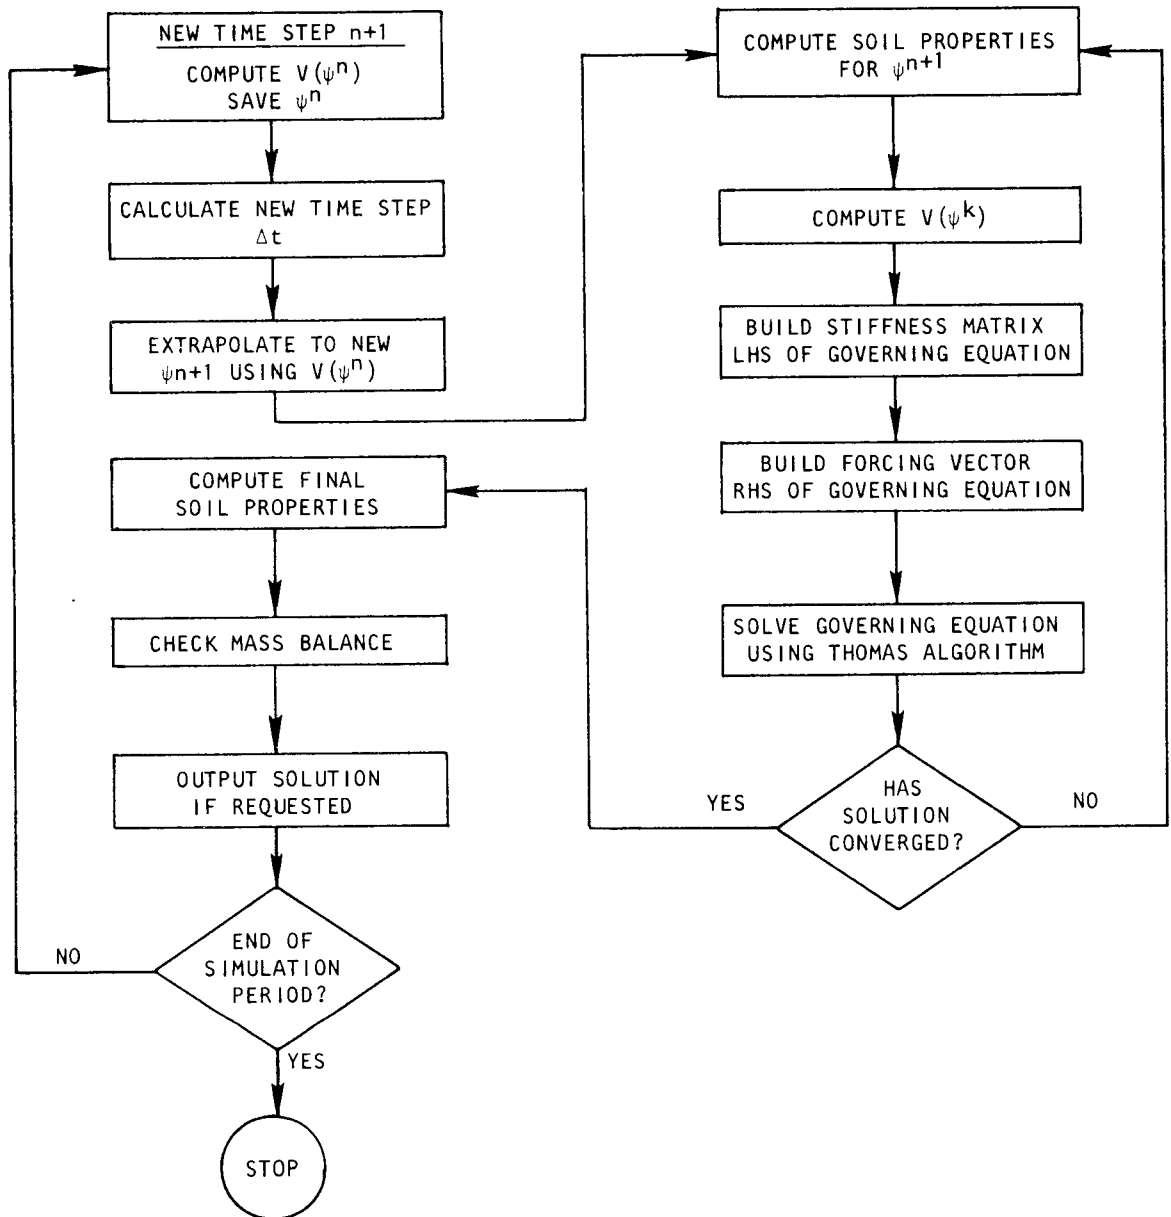 NEW TIME STEP n+1
COMPUTE V(ψⁿ)
SAVE ψⁿ
CALCULATE NEW TIME STEP
Δt
EXTRAPOLATE TO NEW
ψn+1 USING V(ψⁿ)
COMPUTE SOIL PROPERTIES
FOR ψⁿ⁺¹
COMPUTE V(ψᵏ)
BUILD STIFFNESS MATRIX
LHS OF GOVERNING EQUATION
BUILD FORCING VECTOR
RHS OF GOVERNING EQUATION
SOLVE GOVERNING EQUATION
USING THOMAS ALGORITHM
HAS
SOLUTION
CONVERGED?
YES
NO
COMPUTE FINAL
SOIL PROPERTIES
CHECK MASS BALANCE
OUTPUT SOLUTION
IF REQUESTED
END OF
SIMULATION
PERIOD?
NO
YES
STOP